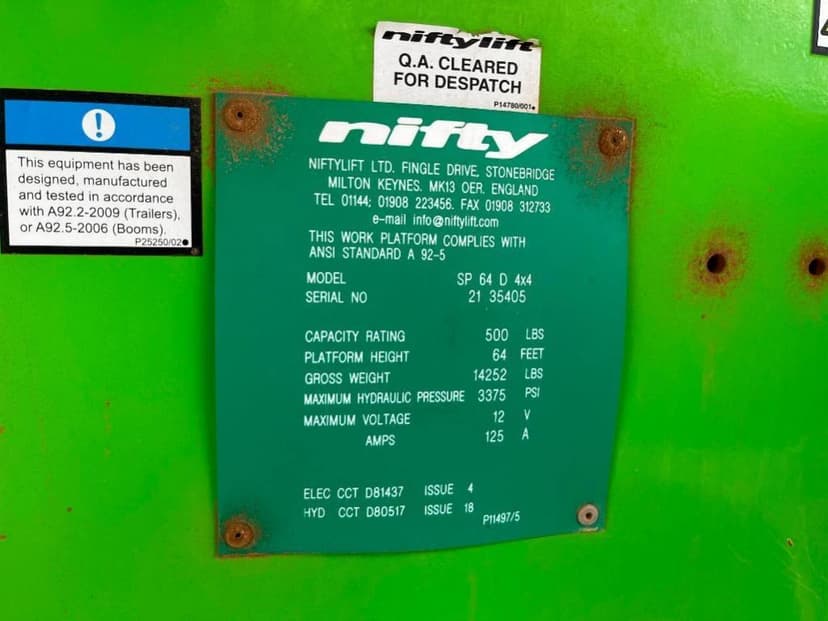 niftylift
Q.A. CLEARED
FOR DESPATCH
P14780/001
!
This equipment has been
designed, manufactured
and tested in accordance
with A92.2-2009 (Trailers),
or A92.5-2006 (Booms).
P25250/02
nifty
NIFTYLIFT LTD. FINGLE DRIVE, STONEBRIDGE
MILTON KEYNES. MK13 OER. ENGLAND
TEL 01144; 01908 223456. FAX 01908 312733
e-mail info@niftylift.com
THIS WORK PLATFORM COMPLIES WITH
ANSI STANDARD A 92-5
MODEL SP 64 D 4x4
SERIAL NO 21 35405
CAPACITY RATING 500 LBS
PLATFORM HEIGHT 64 FEET
GROSS WEIGHT 14252 LBS
MAXIMUM HYDRAULIC PRESSURE 3375 PSI
MAXIMUM VOLTAGE 12 V
AMPS 125 A
ELEC CCT D81437 ISSUE 4
HYD CCT D80517 ISSUE 18 P11497/5